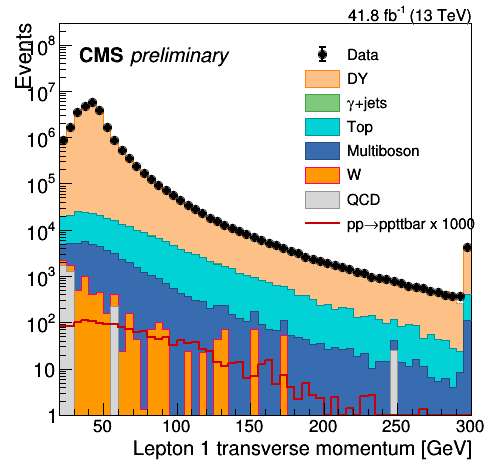 41.8 fb⁻¹ (13 TeV)
Events
CMS preliminary
Data
DY
γ+jets
Top
Multiboson
W
QCD
pp→ppttbar x 1000
10⁸
10⁷
10⁶
10⁵
10⁴
10³
10²
10
1
50 100 150 200 250 300
Lepton 1 transverse momentum [GeV]